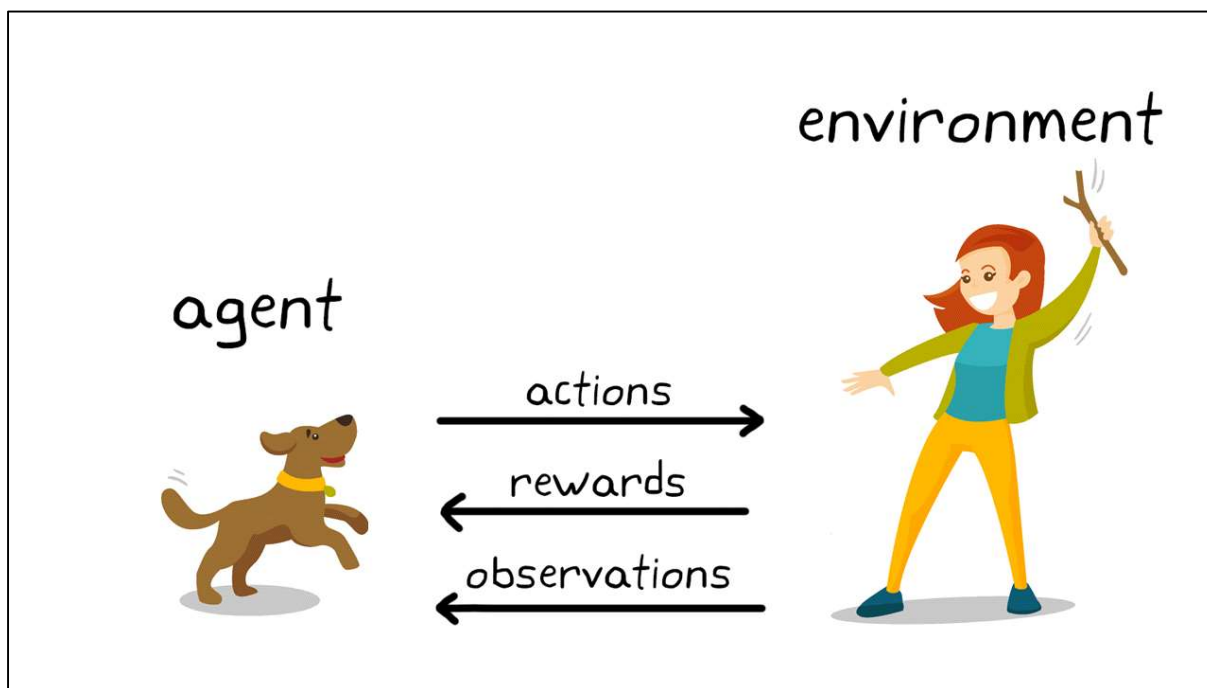 environment
agent
actions
rewards
observations